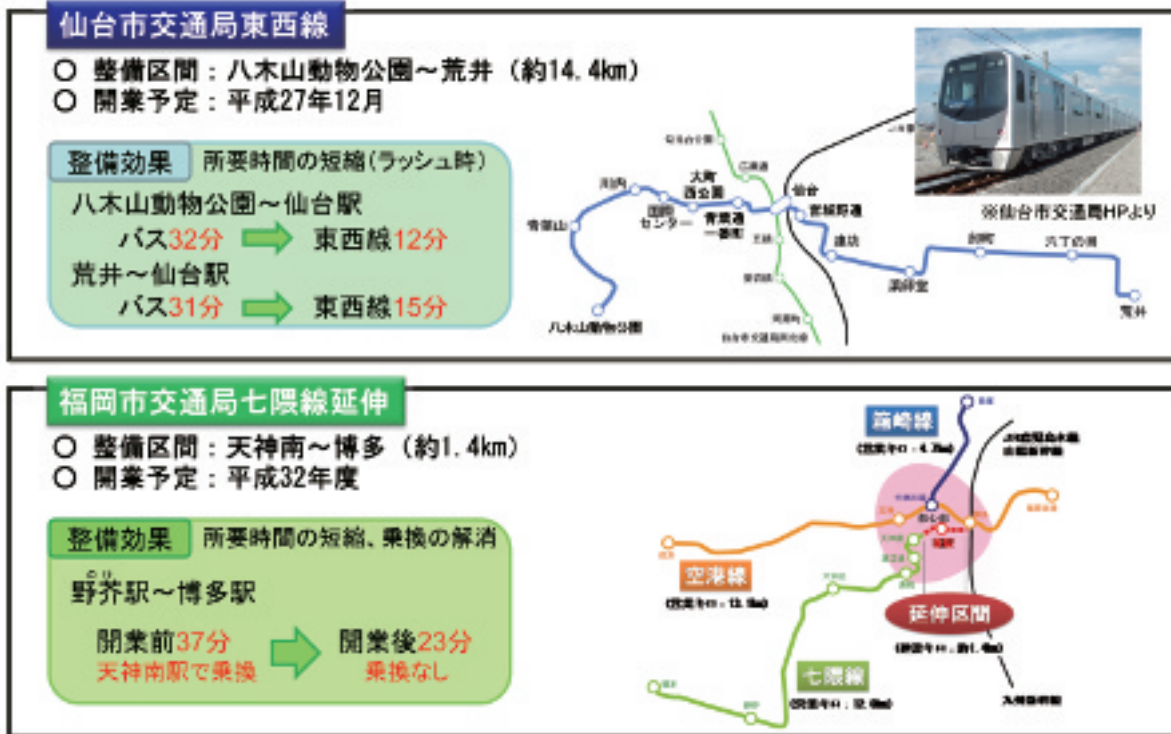 仙台市交通局東西線
○ 整備区間：八木山動物公園～荒井（約14.4km）
○ 開業予定：平成27年12月
整備効果 所要時間の短縮(ラッシュ時)
八木山動物公園～仙台駅
バス32分 東西線12分
荒井～仙台駅
バス31分 東西線15分
※仙台市交通局HPより
大町
西公園
仙台
国際
センター
青葉通
一番町
宮城野通
川内
青葉山
連坊
薬師堂
卸町
六丁の目
荒井
八木山動物公園
福岡市交通局七隈線延伸
○ 整備区間：天神南～博多（約1.4km）
○ 開業予定：平成32年度
整備効果 所要時間の短縮、乗換の解消
のけ
野芥駅～博多駅
開業前37分 開業後23分
天神南駅で乗換 乗換なし
箱崎線
空港線
延伸区間
七隈線